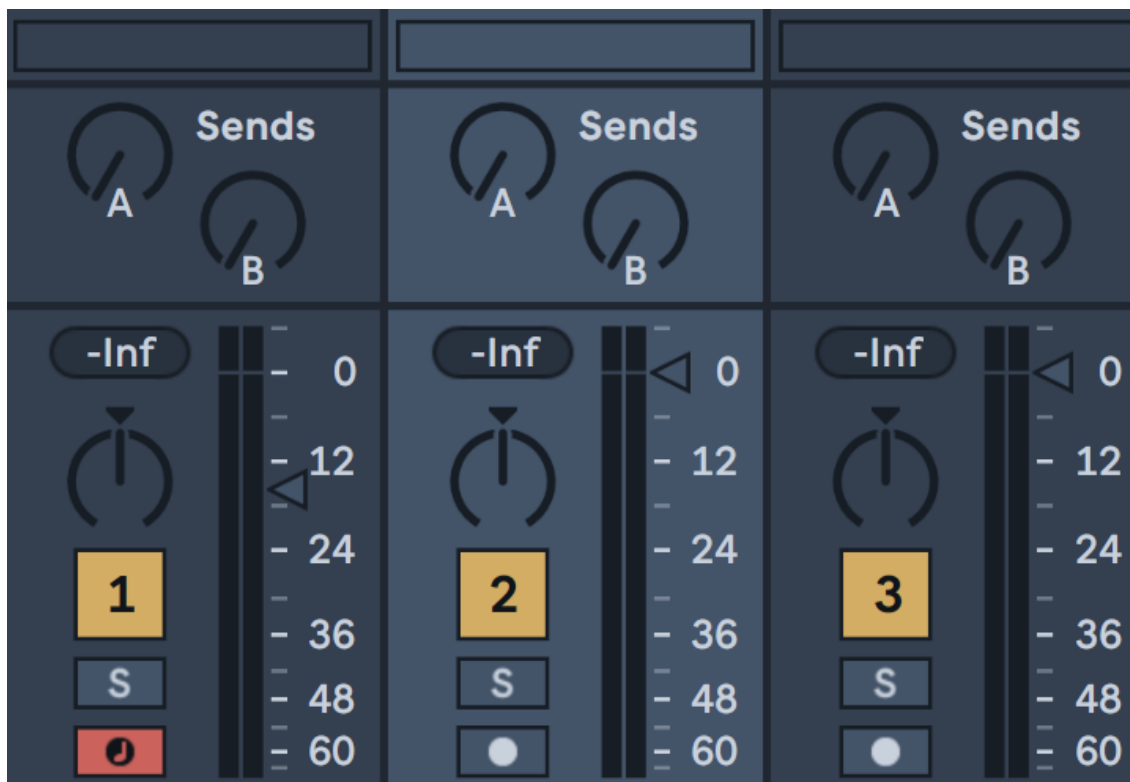 Sends Sends Sends
A A A
B B B
-Inf 0 -Inf 0 -Inf 0
12 12 12
24 24 24
1 2 3
36 36 36
S S S
48 48 48
60 60 60